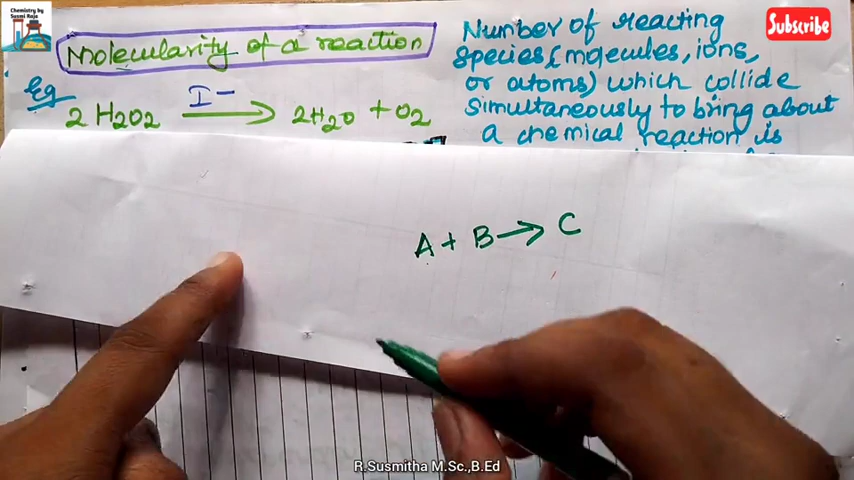 Chemistry by
Susmi Raja
Molecularity of a reaction
Eg
2 H2O2 I- → 2H2O + O2
Number of reacting
species (molecules, ions,
or atoms) which collide
simultaneously to bring about
a chemical reaction is
Subscribe
A + B → C
R.Susmitha M.Sc.,B.Ed